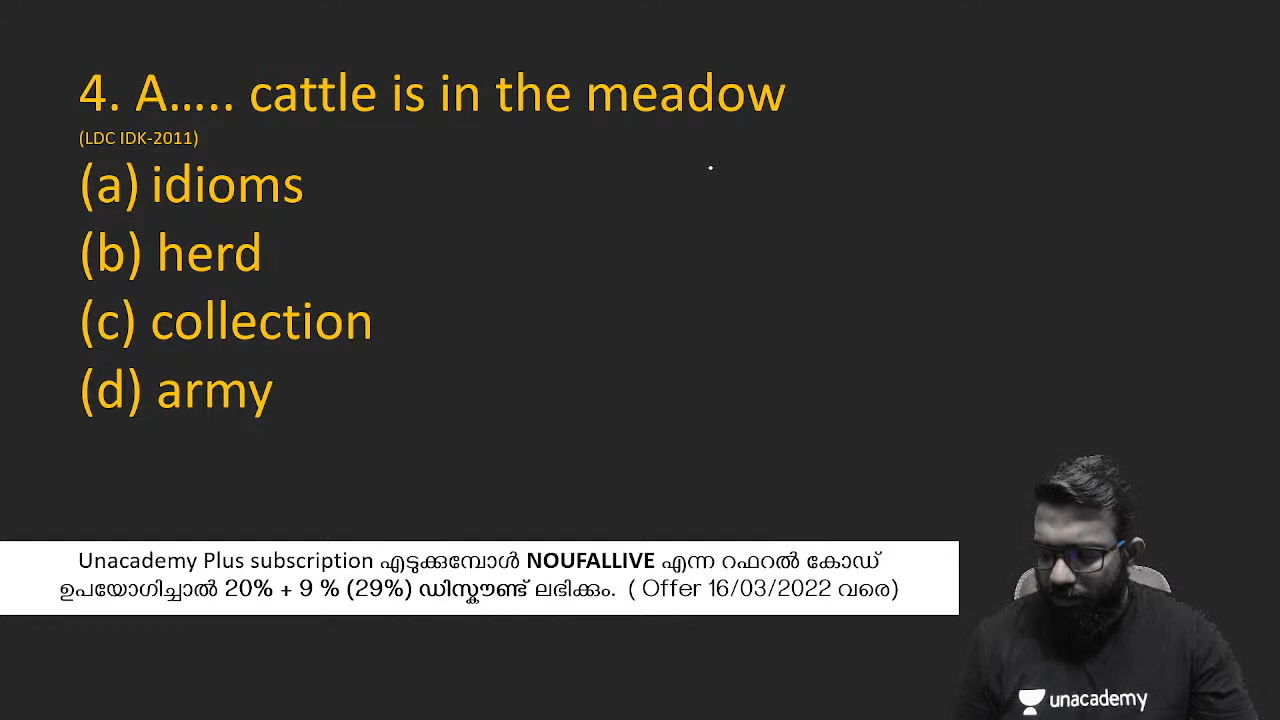 4. A..... cattle is in the meadow
(LDC IDK-2011)
(a) idioms
(b) herd
(c) collection
(d) army
Unacademy Plus subscription എടുക്കുമ്പോൾ NOUFALLIVE എന്ന റഫറൽ കോഡ്
ഉപയോഗിച്ചാൽ 20% + 9 % (29%) ഡിസ്കൗണ്ട് ലഭിക്കും. ( Offer 16/03/2022 വരെ)
unacademy